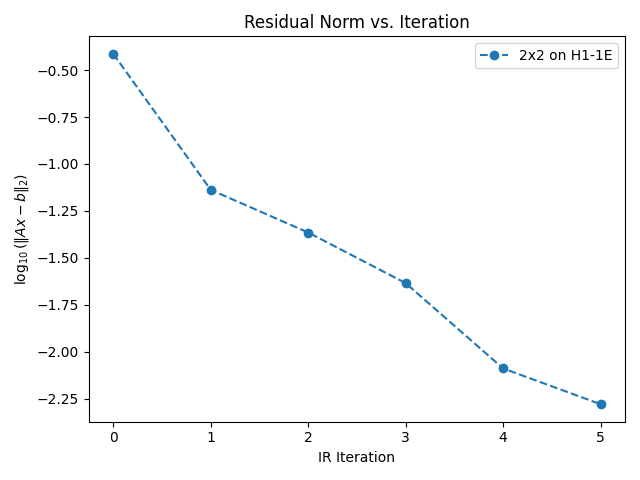 Residual Norm vs. Iteration
2x2 on H1-1E
−0.50
−0.75
−1.00
−1.25
−1.50
−1.75
−2.00
−2.25
log₁₀(‖Ax − b‖₂)
0 1 2 3 4 5
IR Iteration